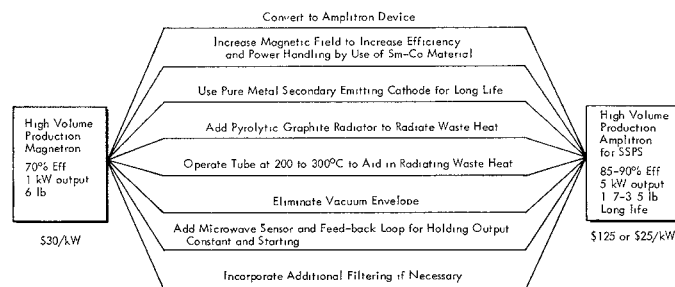 Convert to Amplitron Device
Increase Magnetic Field to Increase Efficiency
and Power Handling by Use of Sm-Co Material
Use Pure Metal Secondary Emitting Cathode for Long Life
Add Pyrolytic Graphite Radiator to Radiate Waste Heat
Operate Tube at 200 to 300°C to Aid in Radiating Waste Heat
Eliminate Vacuum Envelope
Add Microwave Sensor and Feed-back Loop for Holding Output
Constant and Starting
Incorporate Additional Filtering if Necessary
High Volume
Production
Magnetron
70% Eff
1 kW output
6 lb
$30/kW
High Volume
Production
Amplitron
for SSPS
85-90% Eff
5 kW output
1 7-3 5 lb
Long life
$125 or $25/kW